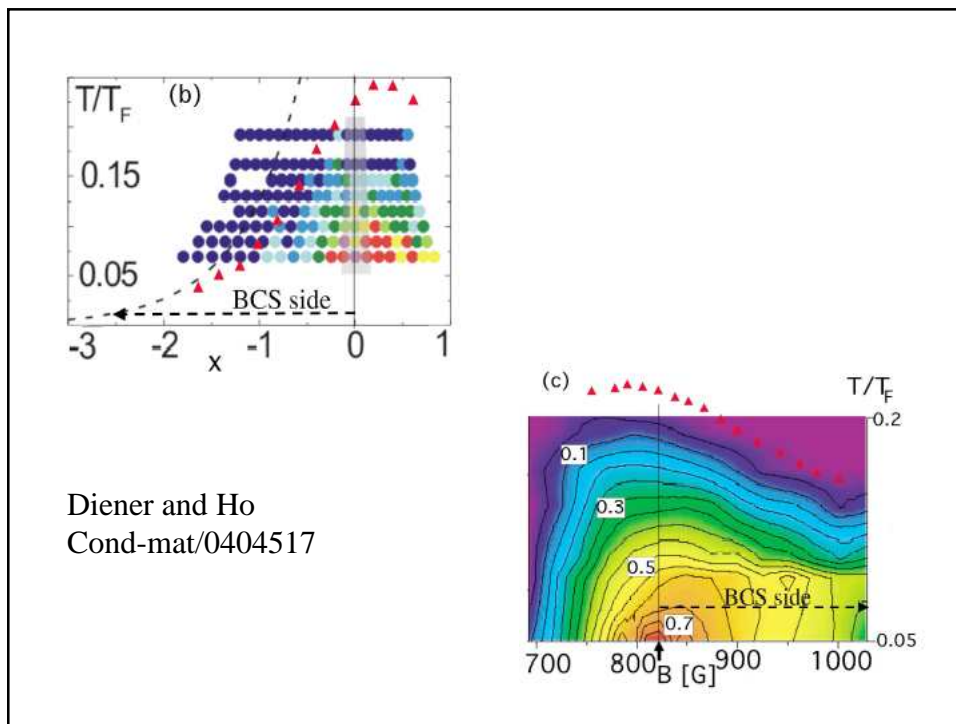 T/T_F (b)
0.15
0.05
BCS side
-3 -2 -1 0 1
x
(c) T/T_F
0.2
0.1
0.3
0.5
BCS side
0.7
0.05
700 800 900 1000
B [G]
Diener and Ho
Cond-mat/0404517